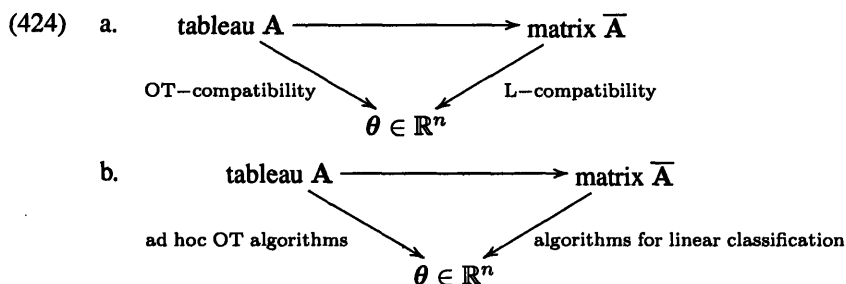 (424) a. tableau A matrix A̅
OT−compatibility L−compatibility
θ ∈ ℝⁿ
b. tableau A matrix A̅
ad hoc OT algorithms algorithms for linear classification
θ ∈ ℝⁿ